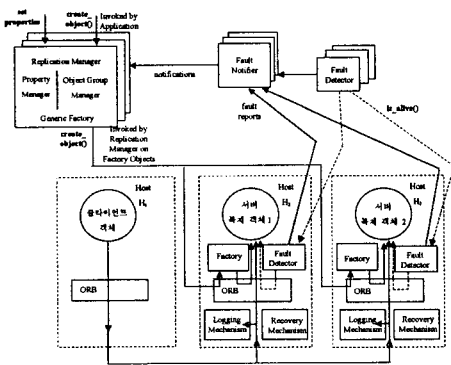 set
properties
create_
object()
Invoked by
Application
Replication Manager
Property
Manager
Object Group
Manager
Generic Factory
notifications
Fault
Notifier
Fault
Detector
is_alive()
fault
reports
create_
object()
Invoked by
Replication
Manager on
Factory Objects
Host
클라이언트
객체
ORB
Host
서버
복제 객체 1
Factory
Fault
Detector
ORB
Logging
Mechanism
Recovery
Mechanism
Host
서버
복제 객체 2
Factory
Fault
Detector
ORB
Logging
Mechanism
Recovery
Mechanism